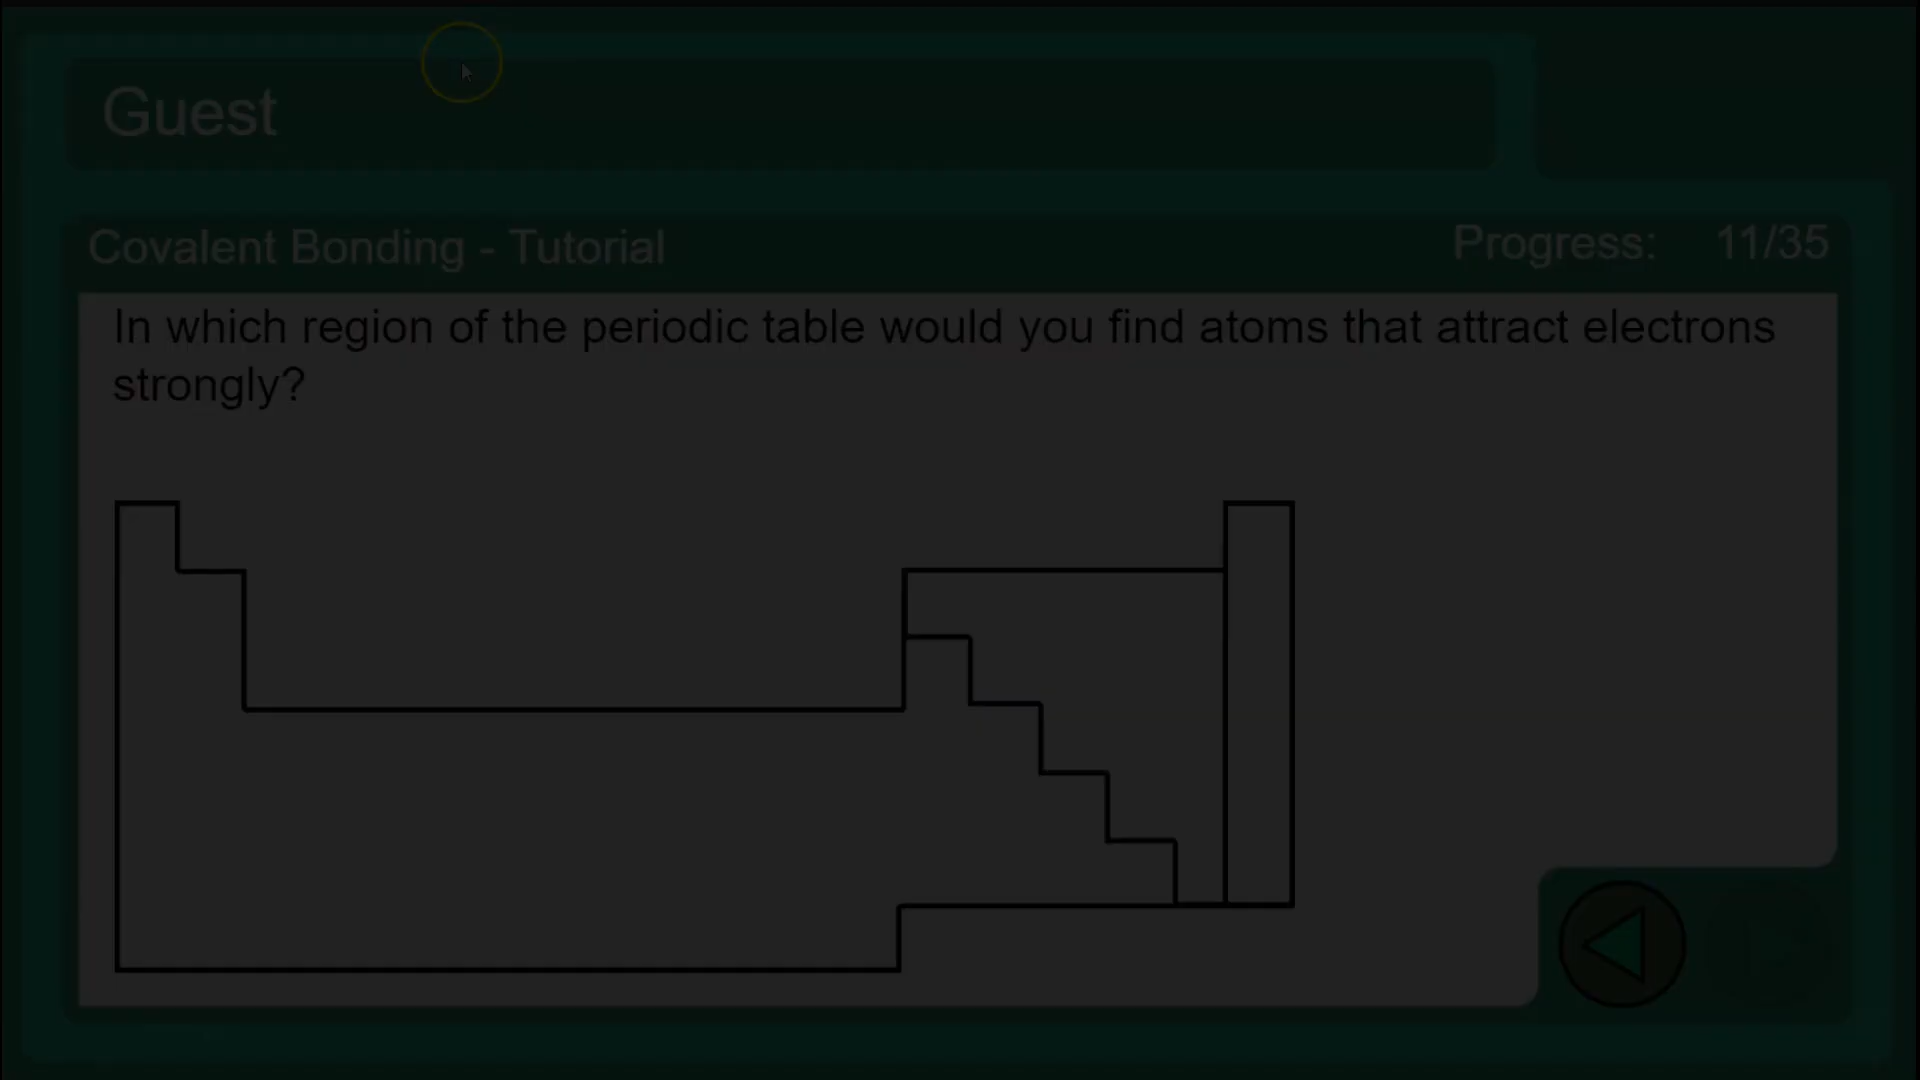 Guest
Covalent Bonding - Tutorial
Progress: 11/35
In which region of the periodic table would you find atoms that attract electrons
strongly?